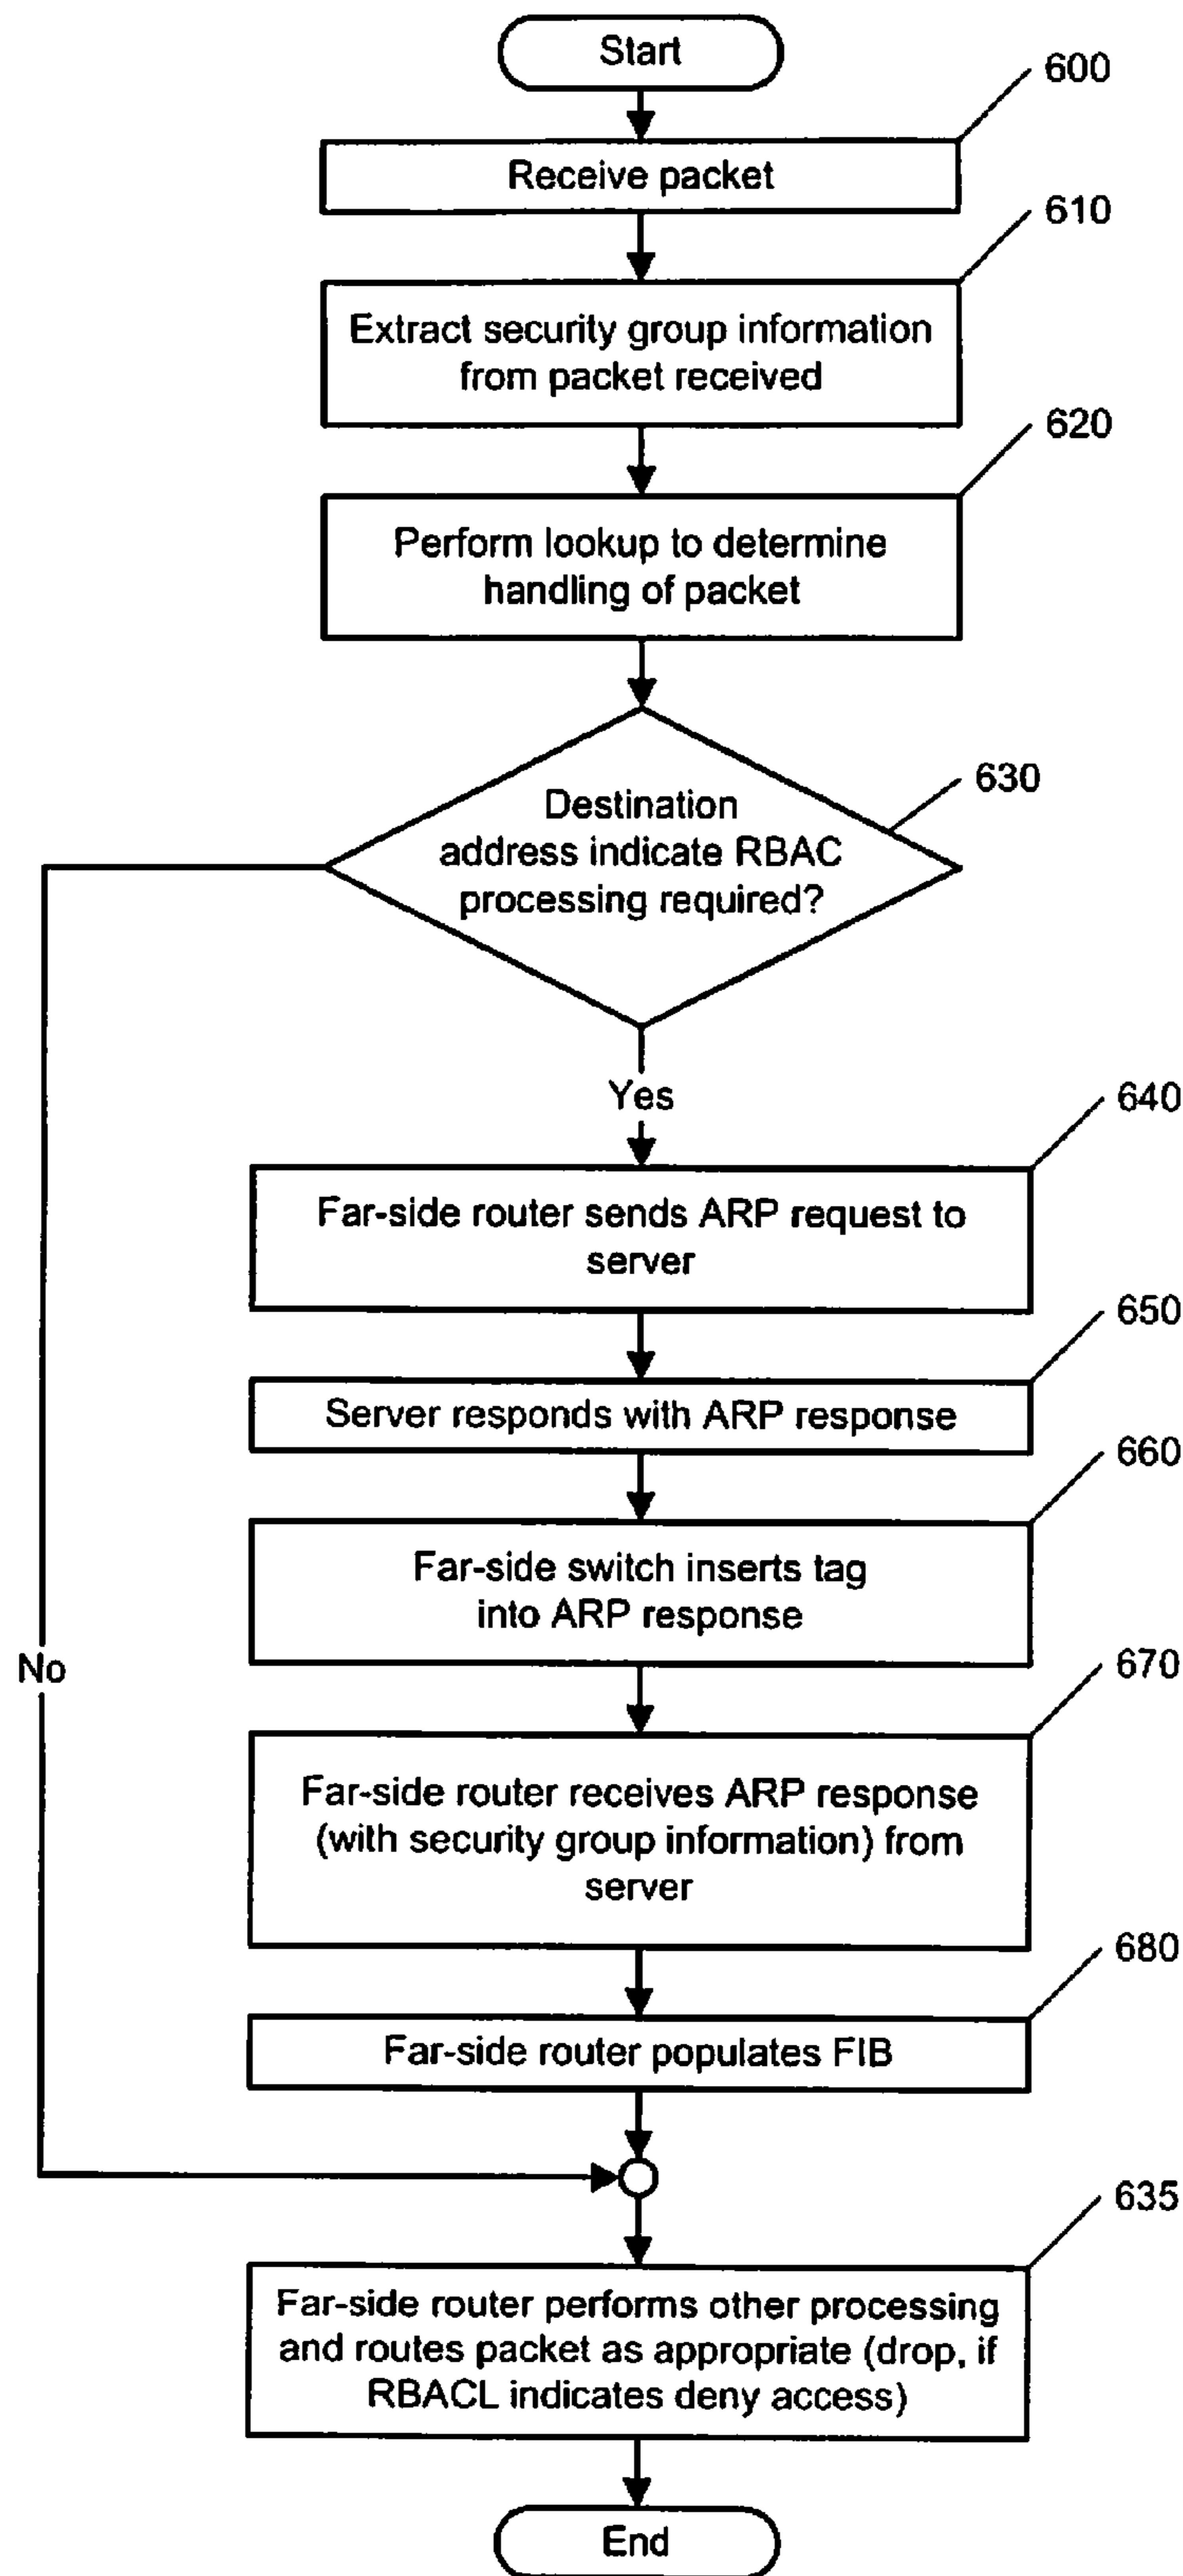 Start
600
Receive packet
610
Extract security group information
from packet received
620
Perform lookup to determine
handling of packet
630
Destination
address indicate RBAC
processing required?
Yes
640
Far-side router sends ARP request to
server
650
Server responds with ARP response
660
Far-side switch inserts tag
into ARP response
No
670
Far-side router receives ARP response
(with security group information) from
server
680
Far-side router populates FIB
635
Far-side router performs other processing
and routes packet as appropriate (drop, if
RBACL indicates deny access)
End